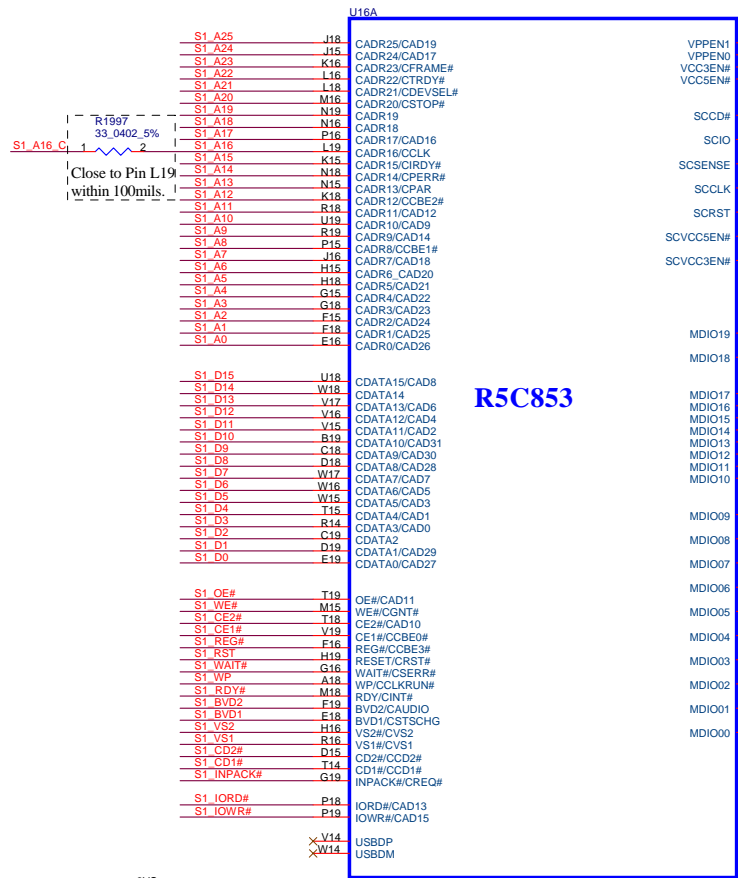 U16A
S1_A25 J18 CADR25/CAD19 VPPEN1
S1_A24 J15 CADR24/CAD17 VPPEN0
S1_A23 K16 CADR23/CFRAME# VCC3EN#
S1_A22 L16 CADR22/CTRDY# VCC5EN#
S1_A21 L18 CADR21/CDEVSEL#
S1_A20 M16 CADR20/CSTOP#
S1_A19 N19 CADR19 SCCD#
S1_A18 N16 CADR18
S1_A17 P16 CADR17/CAD16 SCIO
R1997
33_0402_5%
S1_A16_C 1 2 S1_A16 L19 CADR16/CCLK
S1_A15 K15 CADR15/CIRDY# SCSENSE
Close to Pin L19
within 100mils.
S1_A14 N18 CADR14/CPERR#
S1_A13 N15 CADR13/CPAR SCCLK
S1_A12 K18 CADR12/CCBE2#
S1_A11 R18 CADR11/CAD12 SCRST
S1_A10 U19 CADR10/CAD9
S1_A9 R19 CADR9/CAD14 SCVCC5EN#
S1_A8 P15 CADR8/CCBE1#
S1_A7 J16 CADR7/CAD18 SCVCC3EN#
S1_A6 H15 CADR6_CAD20
S1_A5 H18 CADR5/CAD21
S1_A4 G15 CADR4/CAD22
S1_A3 G18 CADR3/CAD23
S1_A2 F15 CADR2/CAD24
S1_A1 F18 CADR1/CAD25 MDIO19
S1_A0 E16 CADR0/CAD26
MDIO18
S1_D15 U18 CDATA15/CAD8
S1_D14 W18 CDATA14 MDIO17
R5C853
S1_D13 V17 CDATA13/CAD6 MDIO16
S1_D12 V16 CDATA12/CAD4 MDIO15
S1_D11 V15 CDATA11/CAD2 MDIO14
S1_D10 B19 CDATA10/CAD31 MDIO13
S1_D9 C18 CDATA9/CAD30 MDIO12
S1_D8 D18 CDATA8/CAD28 MDIO11
S1_D7 W17 CDATA7/CAD7 MDIO10
S1_D6 W16 CDATA6/CAD5
S1_D5 W15 CDATA5/CAD3
S1_D4 T15 CDATA4/CAD1 MDIO09
S1_D3 R14 CDATA3/CAD0
S1_D2 C19 CDATA2 MDIO08
S1_D1 D19 CDATA1/CAD29
S1_D0 E19 CDATA0/CAD27 MDIO07
MDIO06
S1_OE# T19 OE#/CAD11
S1_WE# M15 WE#/CGNT# MDIO05
S1_CE2# T18 CE2#/CAD10
S1_CE1# V19 CE1#/CCBE0# MDIO04
S1_REG# F16 REG#/CCBE3#
S1_RST H19 RESET/CRST# MDIO03
S1_WAIT# G16 WAIT#/CSERR#
S1_WP A18 WP/CCLKRUN# MDIO02
S1_RDY# M18 RDY/CINT#
S1_BVD2 F19 BVD2/CAUDIO MDIO01
S1_BVD1 E18 BVD1/CSTSCHG
S1_VS2 H16 VS2#/CVS2 MDIO00
S1_VS1 R16 VS1#/CVS1
S1_CD2# D15 CD2#/CCD2#
S1_CD1# T14 CD1#/CCD1#
S1_INPACK# G19 INPACK#/CREQ#
S1_IORD# P18 IORD#/CAD13
S1_IOWR# P19 IOWR#/CAD15
V14 USBDP
W14 USBDM